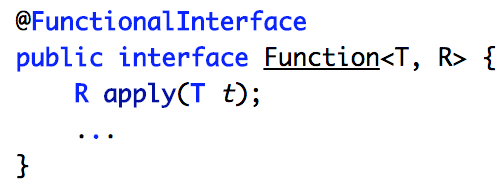 @FunctionalInterface
public interface Function<T, R> {
    R apply(T t);
    ...
}